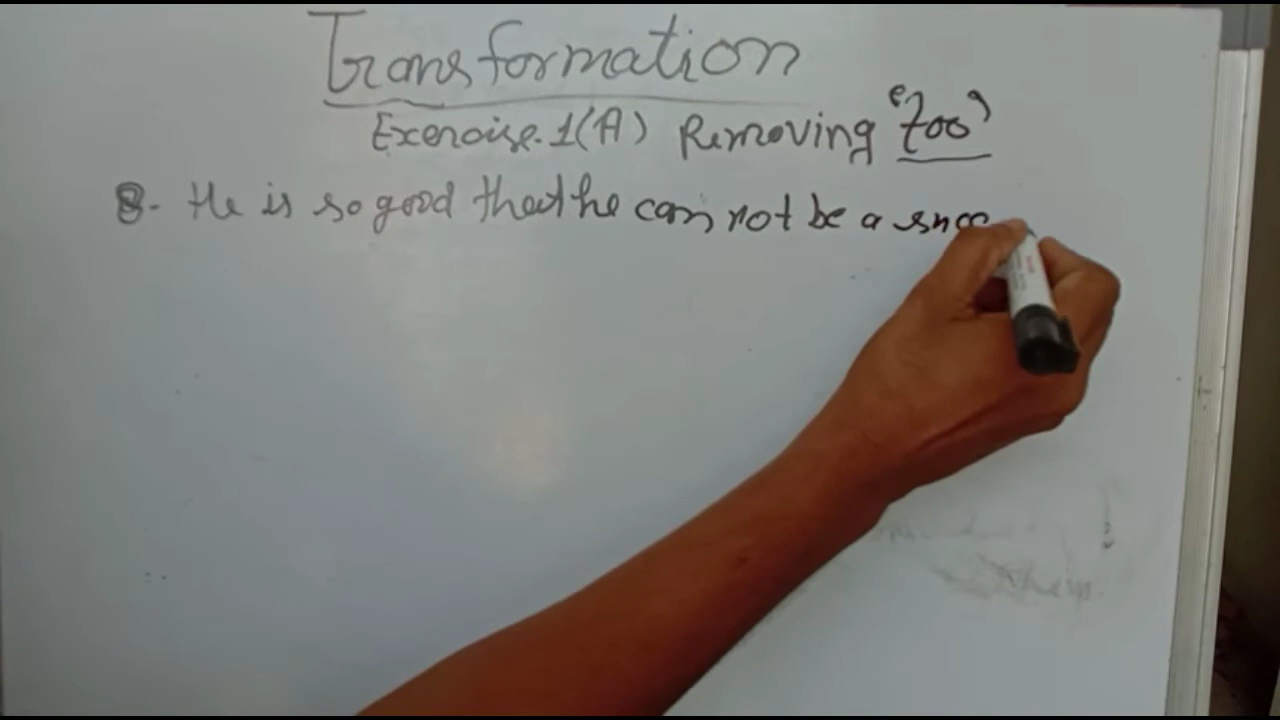 Transformation
Exercise.1(A) Removing 'too'
8. He is so good that he can not be a